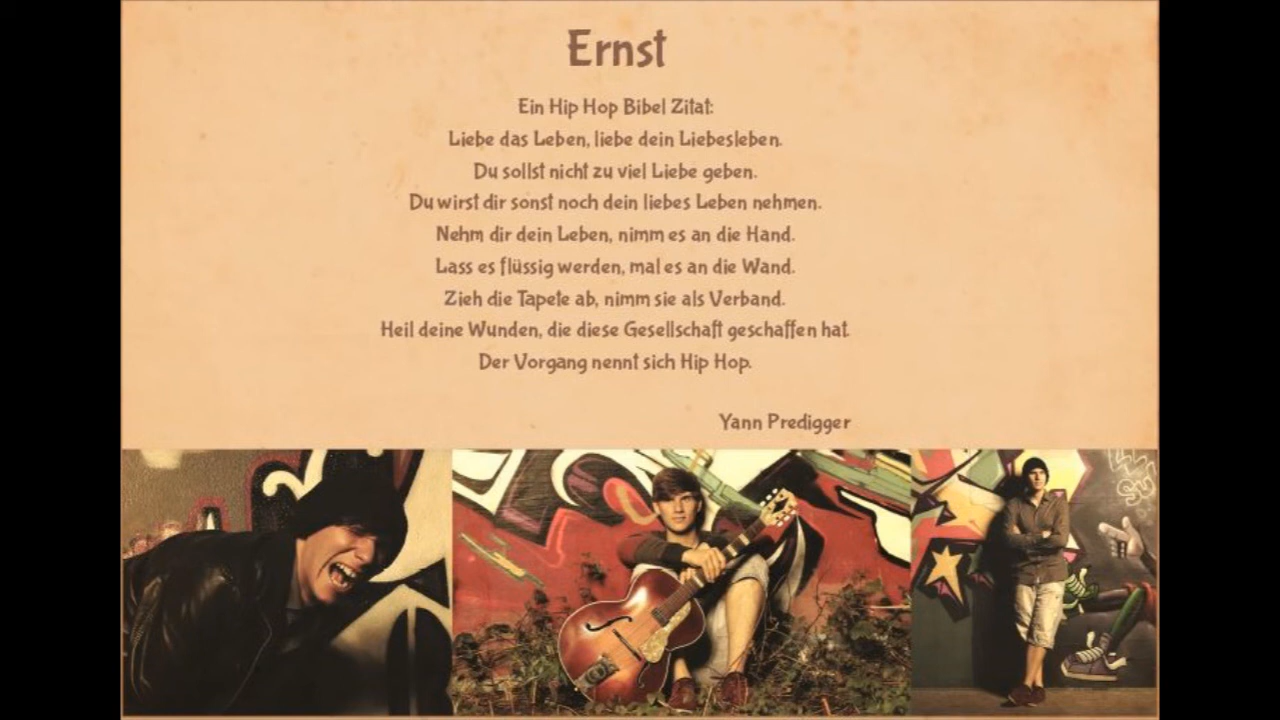 Ernst
Ein Hip Hop Bibel Zitat:
Liebe das Leben, liebe dein Liebesleben.
Du sollst nicht zu viel Liebe geben.
Du wirst dir sonst noch dein liebes Leben nehmen.
Nehm dir dein Leben, nimm es an die Hand.
Lass es flüssig werden, mal es an die Wand.
Zieh die Tapete ab, nimm sie als Verband.
Heil deine Wunden, die diese Gesellschaft geschaffen hat.
Der Vorgang nennt sich Hip Hop.
Yann Predigger